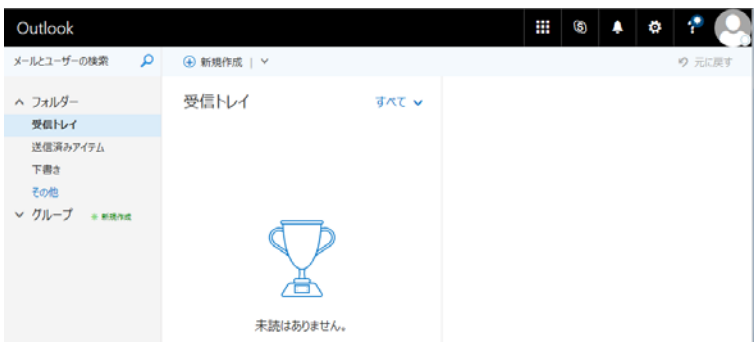 Outlook
メールとユーザーの検索
新規作成 |
元に戻す
フォルダー
受信トレイ
送信済みアイテム
下書き
その他
グループ 新規作成
受信トレイ すべて
未読はありません。